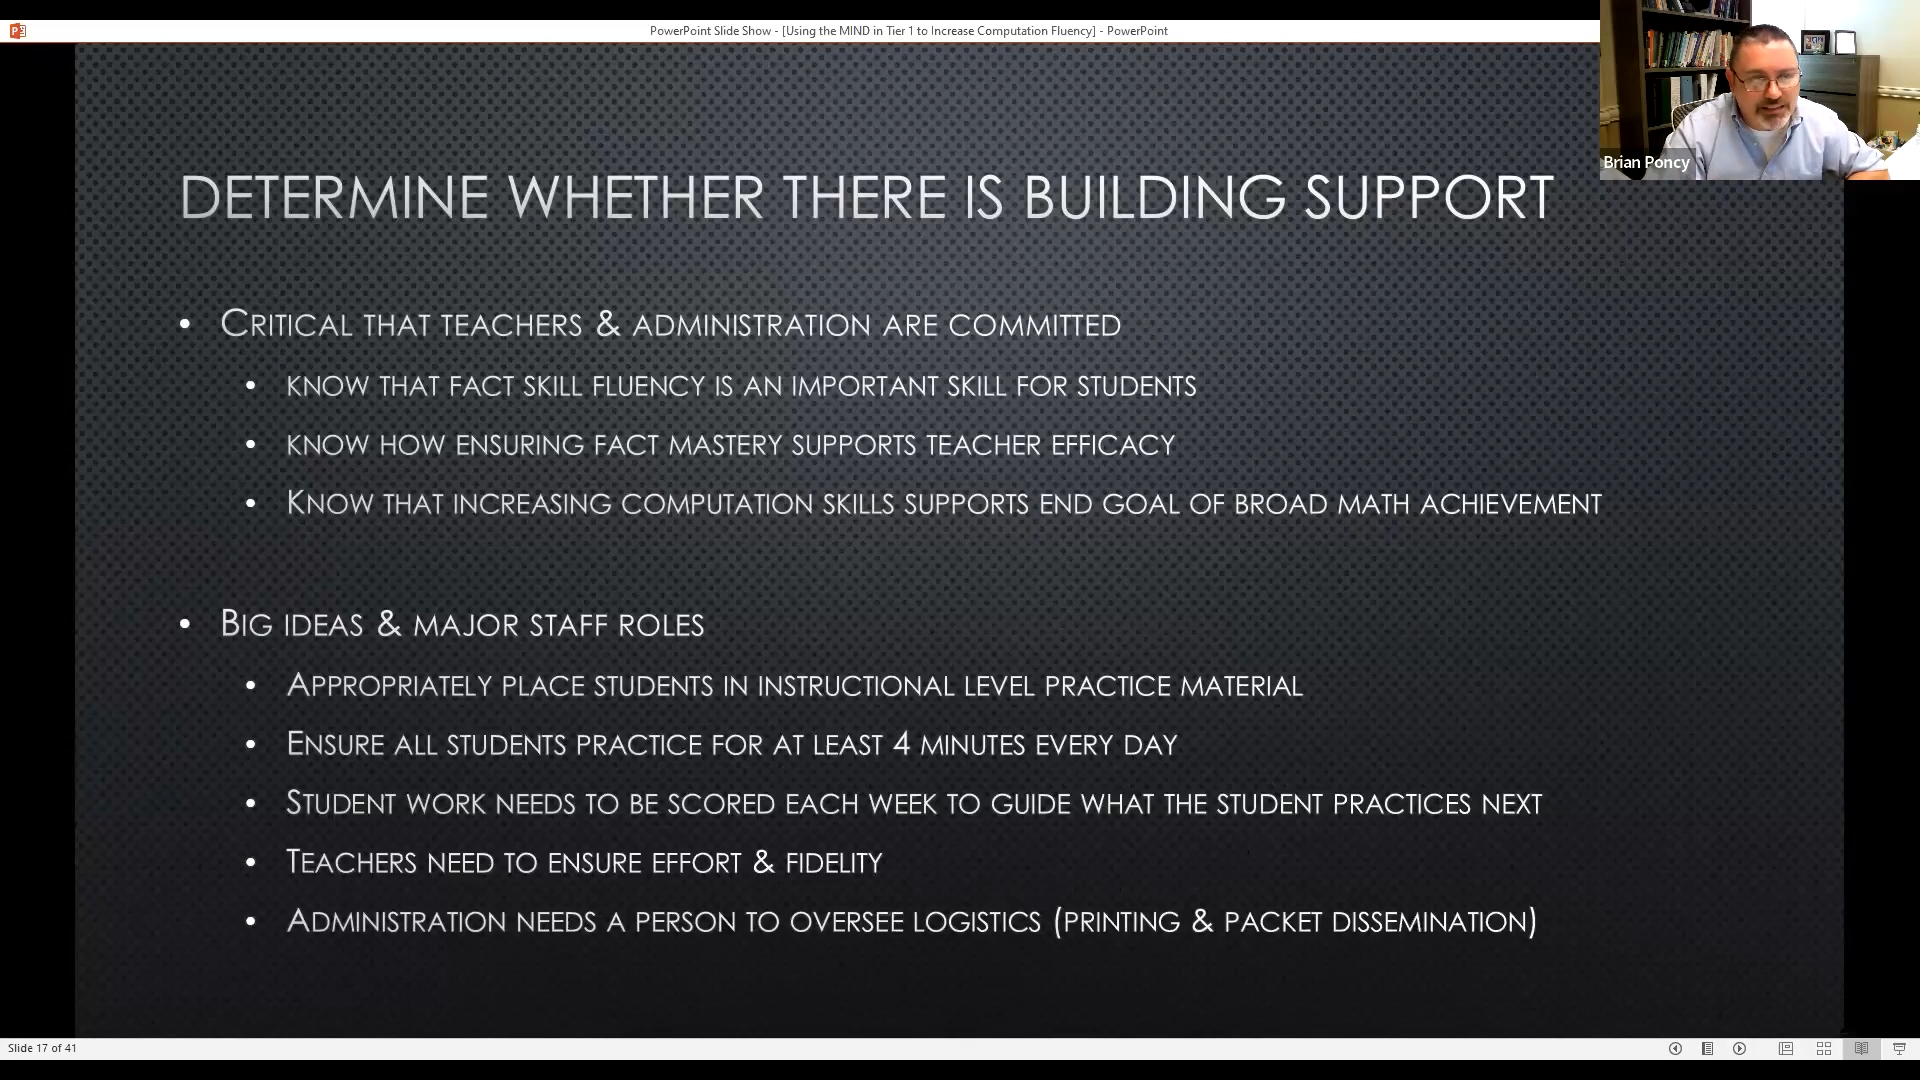 PowerPoint Slide Show - [Using the MIND in Tier 1 to Increase Computation Fluency] - PowerPoint
Brian Poncy
DETERMINE WHETHER THERE IS BUILDING SUPPORT
• CRITICAL THAT TEACHERS & ADMINISTRATION ARE COMMITTED
• KNOW THAT FACT SKILL FLUENCY IS AN IMPORTANT SKILL FOR STUDENTS
• KNOW HOW ENSURING FACT MASTERY SUPPORTS TEACHER EFFICACY
• KNOW THAT INCREASING COMPUTATION SKILLS SUPPORTS END GOAL OF BROAD MATH ACHIEVEMENT
• BIG IDEAS & MAJOR STAFF ROLES
• APPROPRIATELY PLACE STUDENTS IN INSTRUCTIONAL LEVEL PRACTICE MATERIAL
• ENSURE ALL STUDENTS PRACTICE FOR AT LEAST 4 MINUTES EVERY DAY
• STUDENT WORK NEEDS TO BE SCORED EACH WEEK TO GUIDE WHAT THE STUDENT PRACTICES NEXT
• TEACHERS NEED TO ENSURE EFFORT & FIDELITY
• ADMINISTRATION NEEDS A PERSON TO OVERSEE LOGISTICS (PRINTING & PACKET DISSEMINATION)
Slide 17 of 41